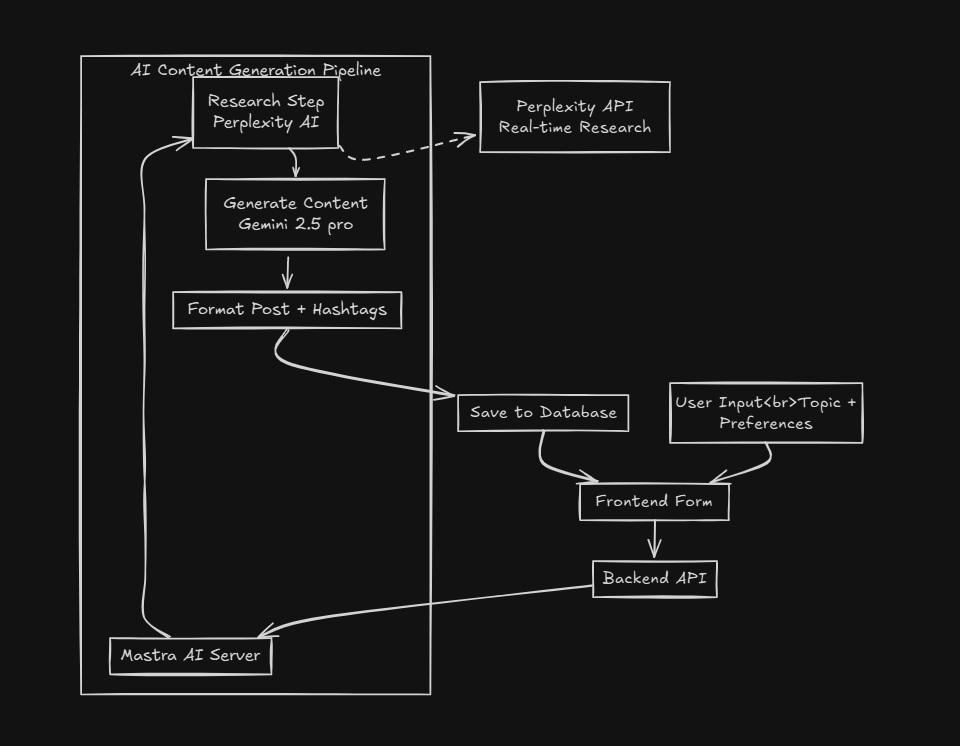 AI Content Generation Pipeline
Research Step
Perplexity AI
Perplexity API
Real-time Research
Generate Content
Gemini 2.5 pro
Format Post + Hashtags
Save to Database
User Input<br>Topic +
Preferences
Frontend Form
Backend API
Mastra AI Server